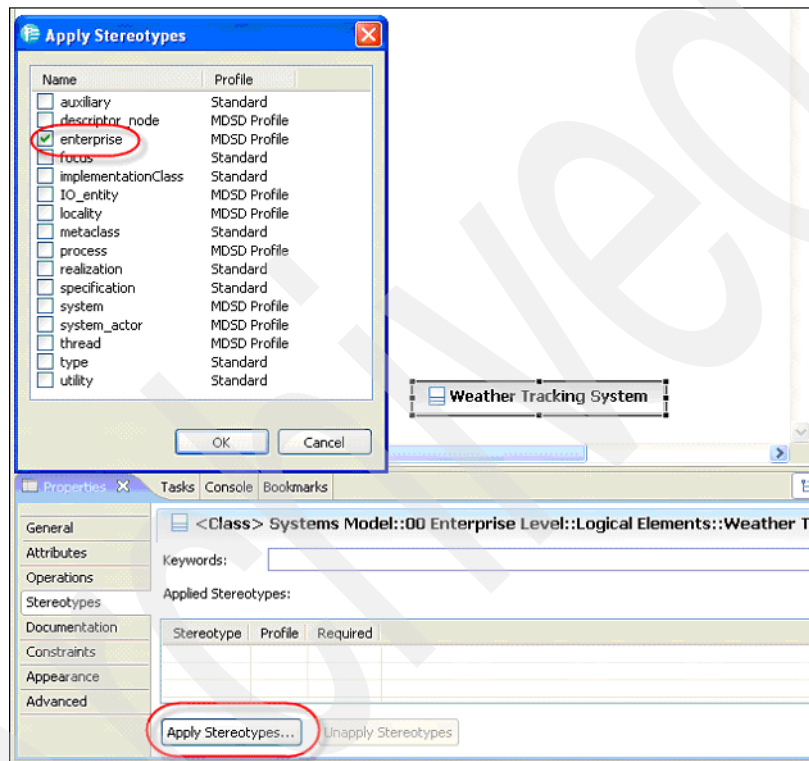 Apply Stereotypes
Name Profile
auxiliary Standard
descriptor_node MDSD Profile
enterprise MDSD Profile
focus Standard
implementationClass Standard
IO_entity MDSD Profile
locality MDSD Profile
metaclass Standard
process MDSD Profile
realization Standard
specification Standard
system MDSD Profile
system_actor MDSD Profile
thread MDSD Profile
type Standard
utility Standard
OK Cancel
Weather Tracking System
Properties Tasks Console Bookmarks
<Class> Systems Model::00 Enterprise Level::Logical Elements::Weather T
General
Attributes
Operations
Stereotypes
Documentation
Constraints
Appearance
Advanced
Keywords:
Applied Stereotypes:
Stereotype Profile Required
Apply Stereotypes... Unapply Stereotypes